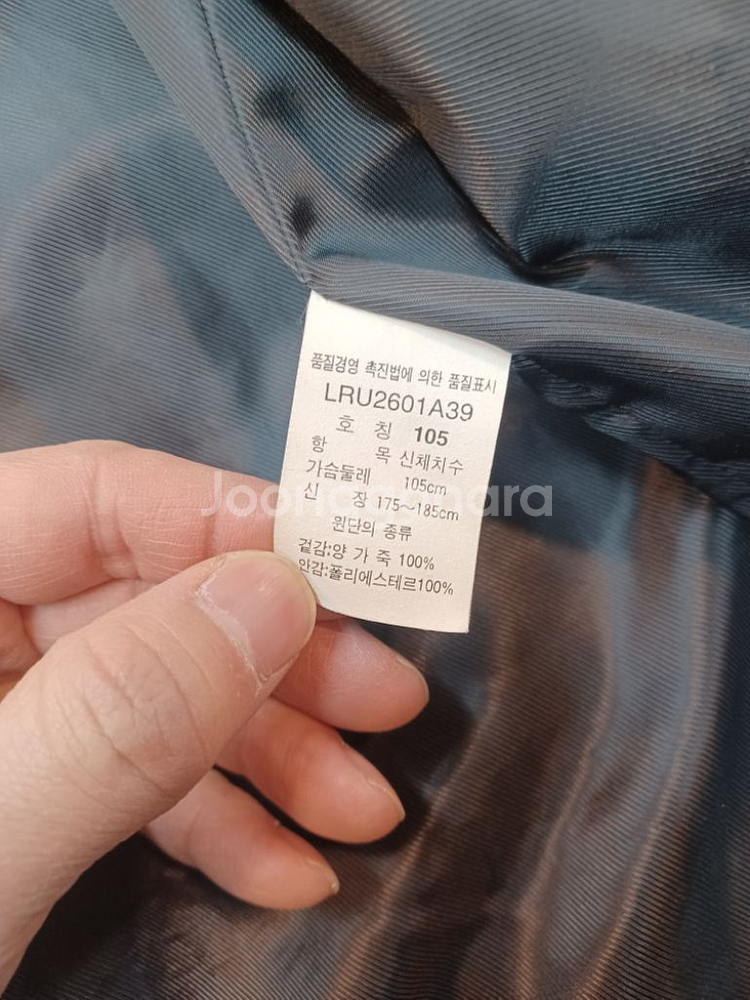 품질경영 촉진법에 의한 품질표시
LRU2601A39
호 칭 105
항 목 신체치수
가슴둘레 105cm
신 장 175~185cm
원단의 종류
겉감:양 가 죽 100%
안감:폴리에스테르100%
Joongonara